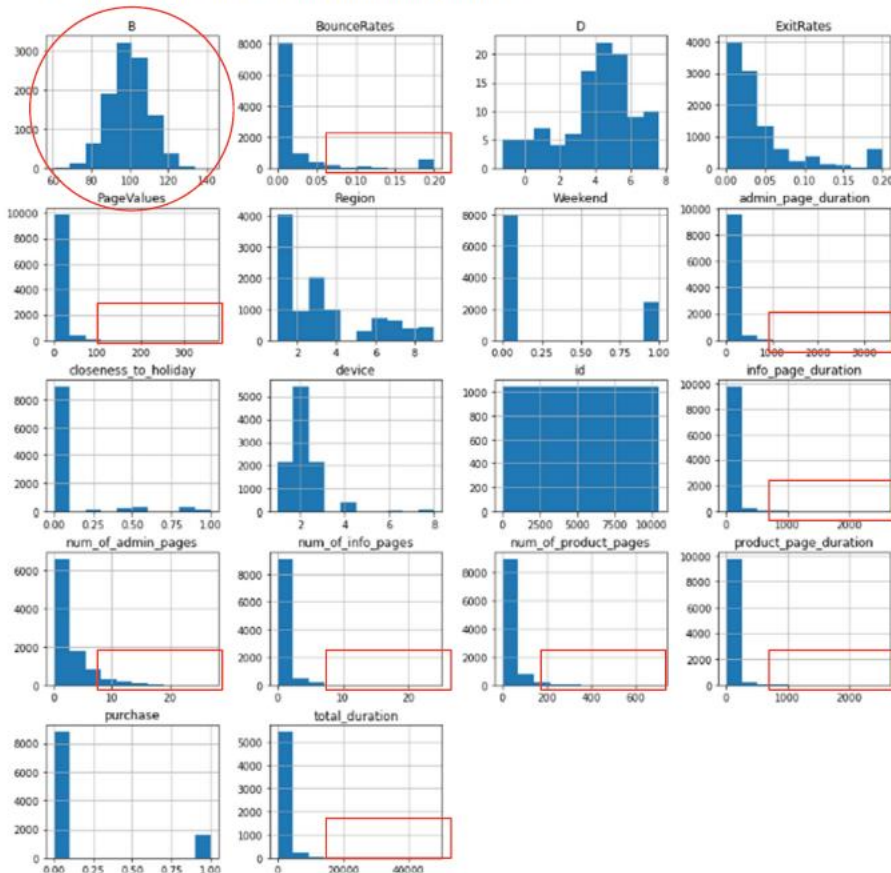 B BounceRates D ExitRates
3000 8000 20 4000
2000 6000 15 3000
1000 4000 10 2000
0 2000 5 1000
0 0 0
60 80 100 120 140 0.00 0.05 0.10 0.15 0.20 0 2 4 6 8 0.00 0.05 0.10 0.15 0.20
PageValues Region Weekend admin_page_duration
10000 4000 8000 10000
8000 3000 6000 8000
6000 2000 4000 6000
4000 1000 2000 4000
2000 0 0 2000
0 0
0 100 200 300 2 4 6 8 0.00 0.25 0.50 0.75 1.00 0 1000 2000 3000
closeness_to_holiday device id info_page_duration
8000 5000 1000 10000
6000 4000 800 8000
4000 3000 600 6000
2000 2000 400 4000
0 1000 200 2000
0 0 0
0.00 0.25 0.50 0.75 1.00 2 4 6 8 0 2500 5000 7500 10000 0 1000 2000
num_of_admin_pages num_of_info_pages num_of_product_pages product_page_duration
6000 8000 8000 10000
4000 6000 6000 8000
2000 4000 4000 6000
0 2000 2000 4000
0 0 2000
0
0 10 20 0 10 20 0 200 400 600 0 1000 2000
purchase total_duration
8000 5000
6000 4000
4000 3000
2000 2000
0 1000
0
0.00 0.25 0.50 0.75 1.00 0 20000 40000